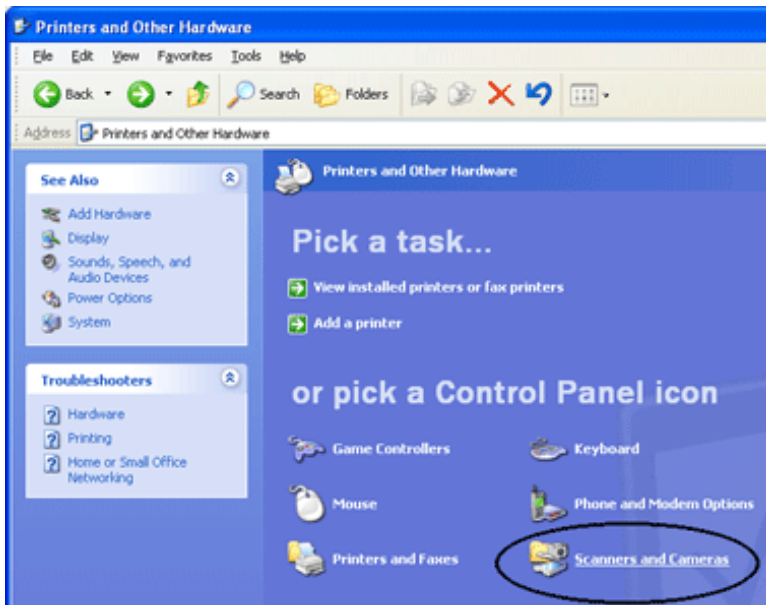 Printers and Other Hardware
File Edit View Favorites Tools Help
Back Search Folders
Address Printers and Other Hardware
See Also
Add Hardware
Display
Sounds, Speech, and
Audio Devices
Power Options
System
Troubleshooters
Hardware
Printing
Home or Small Office
Networking
Printers and Other Hardware
Pick a task...
View installed printers or fax printers
Add a printer
or pick a Control Panel icon
Game Controllers
Keyboard
Mouse
Phone and Modem Options
Printers and Faxes
Scanners and Cameras